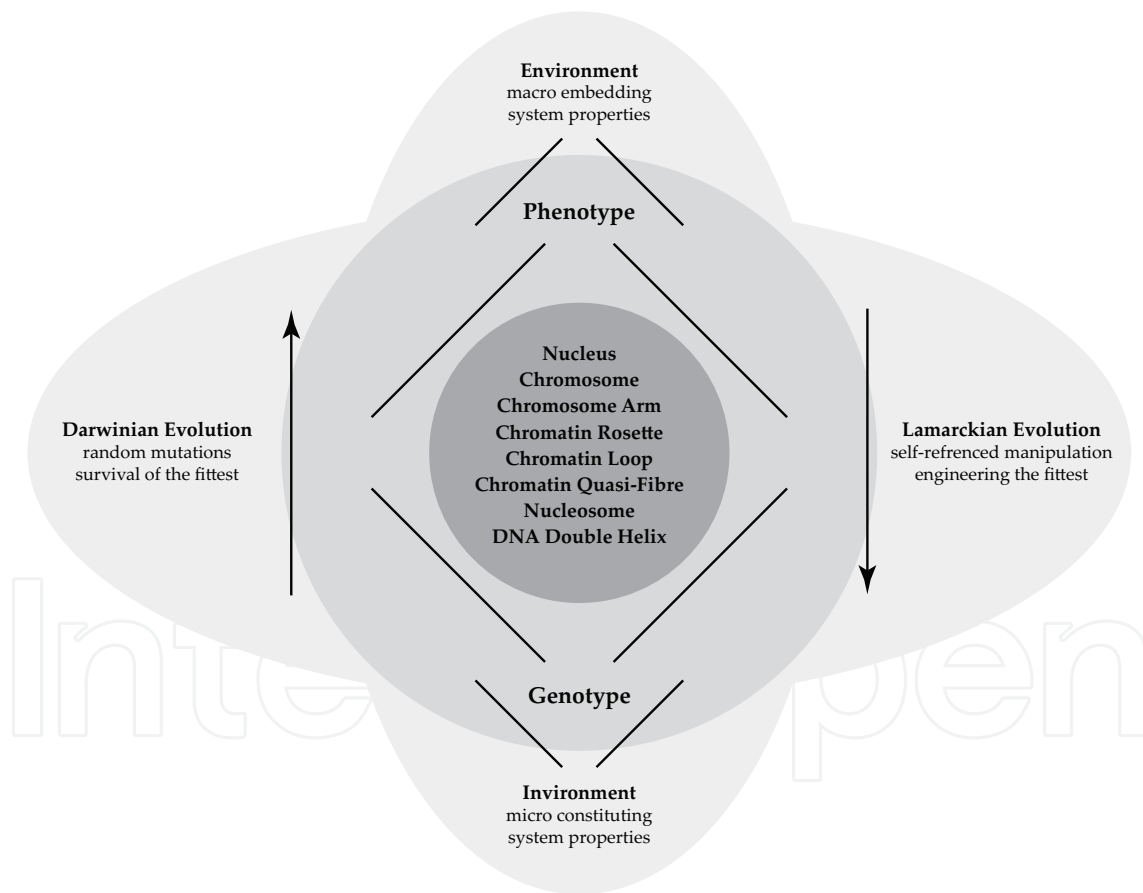 Environment
macro embedding
system properties
Phenotype
Nucleus
Chromosome
Chromosome Arm
Chromatin Rosette
Chromatin Loop
Chromatin Quasi-Fibre
Nucleosome
DNA Double Helix
Darwinian Evolution
random mutations
survival of the fittest
Lamarckian Evolution
self-refrenced manipulation
engineering the fittest
Genotype
Invironment
micro constituting
system properties